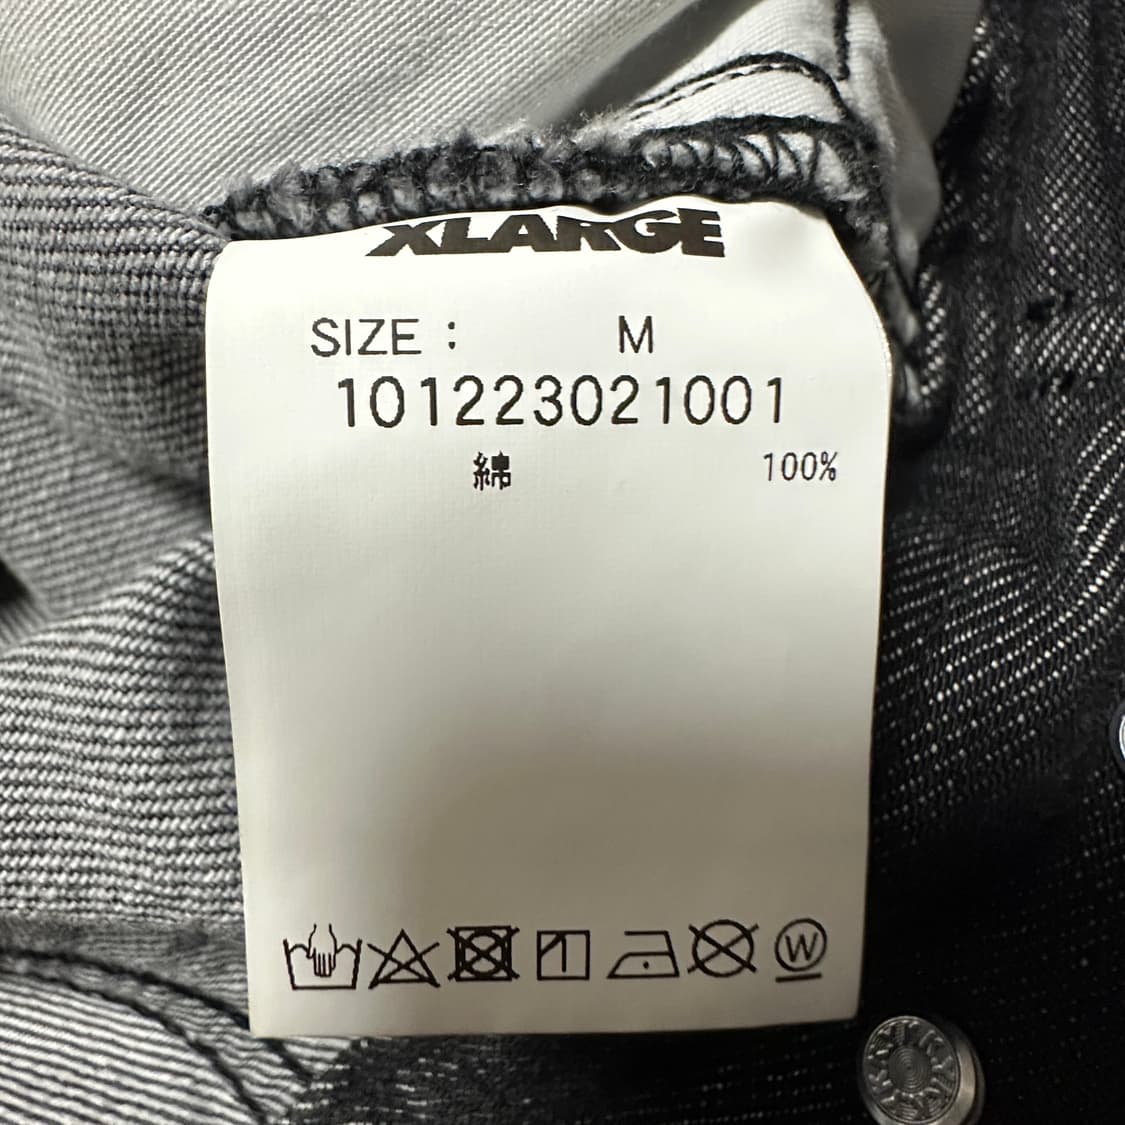 XLARGE
SIZE : M
101223021001
綿 100%
W